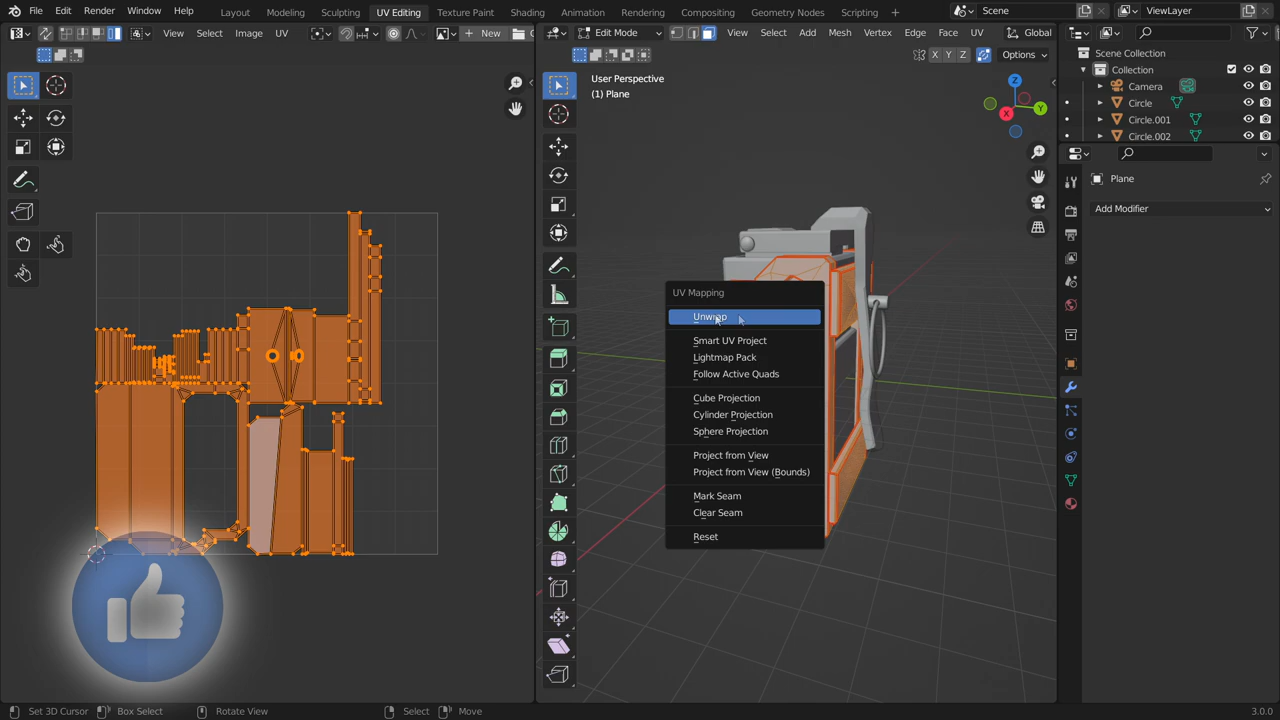 File Edit Render Window Help Layout Modeling Sculpting UV Editing Texture Paint Shading Animation Rendering Compositing Geometry Nodes Scripting + Scene ViewLayer
View Select Image UV New Edit Mode View Select Add Mesh Vertex Edge Face UV Global
X Y Z Options
Scene Collection
Collection
Camera
Circle
Circle.001
Circle.002
User Perspective
(1) Plane
Z
Y
X
Plane
Add Modifier
UV Mapping
Unwrap
Smart UV Project
Lightmap Pack
Follow Active Quads
Cube Projection
Cylinder Projection
Sphere Projection
Project from View
Project from View (Bounds)
Mark Seam
Clear Seam
Reset
Set 3D Cursor Box Select Rotate View Select Move 3.0.0